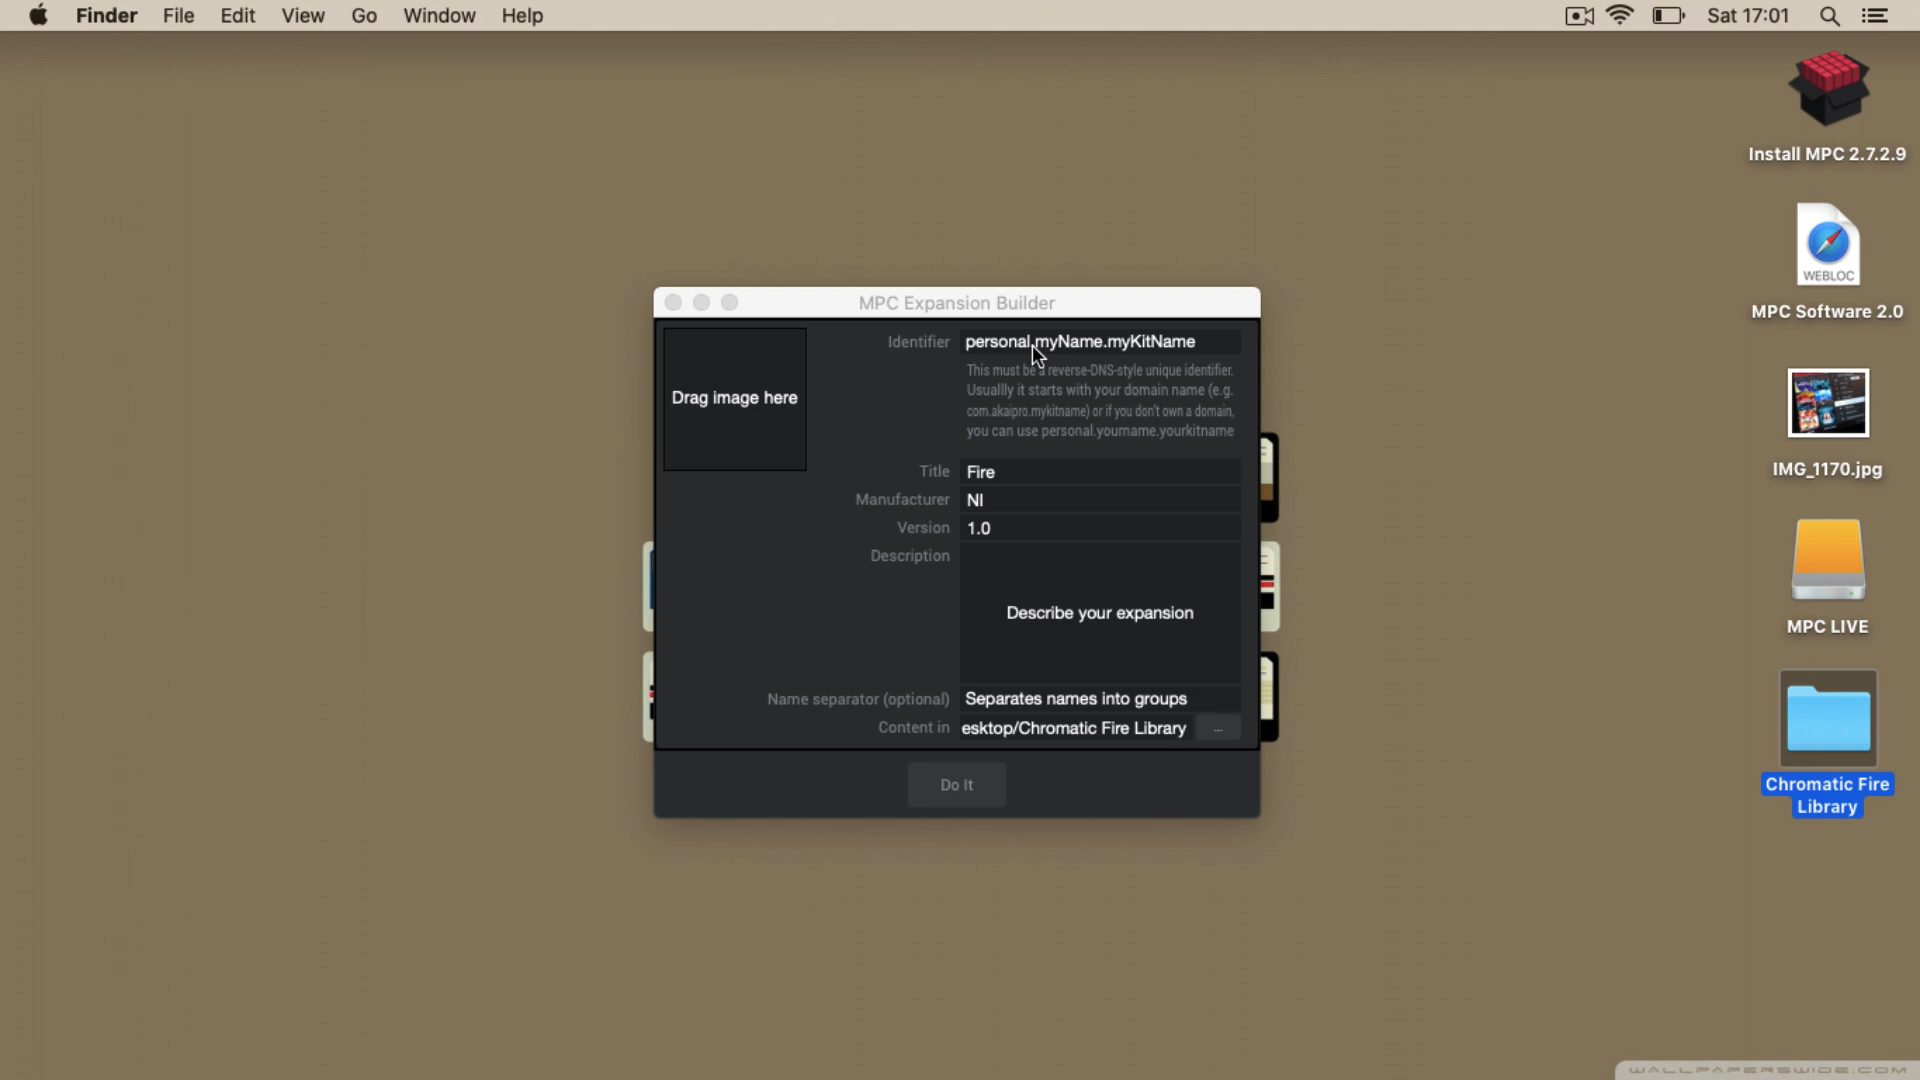 Finder File Edit View Go Window Help
Sat 17:01
Install MPC 2.7.2.9
WEBLOC
MPC Software 2.0
IMG_1170.jpg
MPC LIVE
Chromatic Fire
Library
MPC Expansion Builder
Drag image here
Identifier personal.myName.myKitName
This must be a reverse-DNS-style unique identifier.
Usuallly it starts with your domain name (e.g.
com.akaipro.mykitname) or if you don't own a domain,
you can use personal.yourname.yourkitname
Title Fire
Manufacturer NI
Version 1.0
Description
Describe your expansion
Name separator (optional) Separates names into groups
Content in esktop/Chromatic Fire Library ...
Do It
WALLPAPERSWIDE.COM